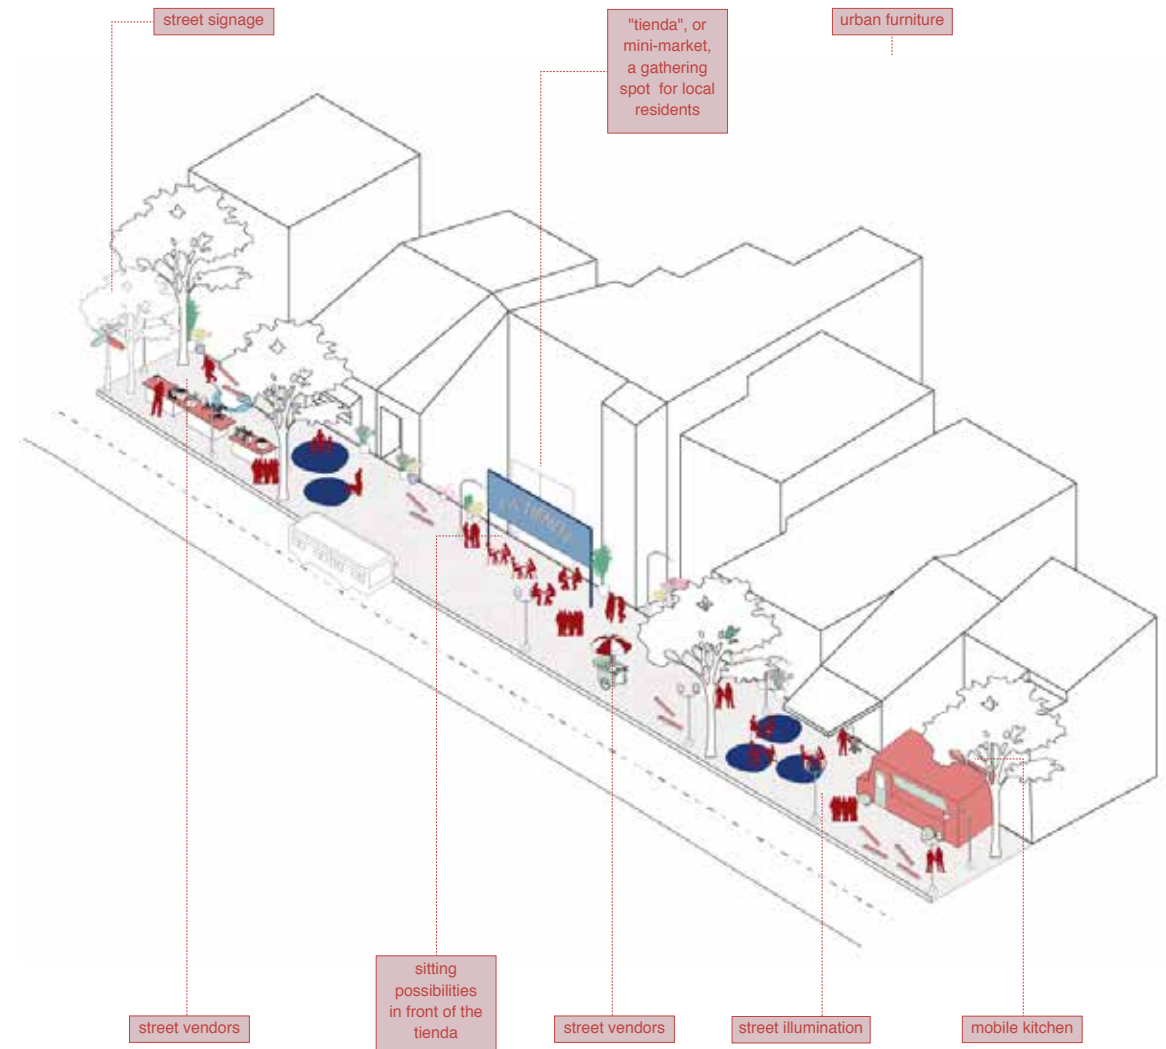 street signage
"tienda", or
mini-market,
a gathering
spot for local
residents
urban furniture
sitting
possibilities
in front of the
tienda
street vendors
street vendors
street illumination
mobile kitchen